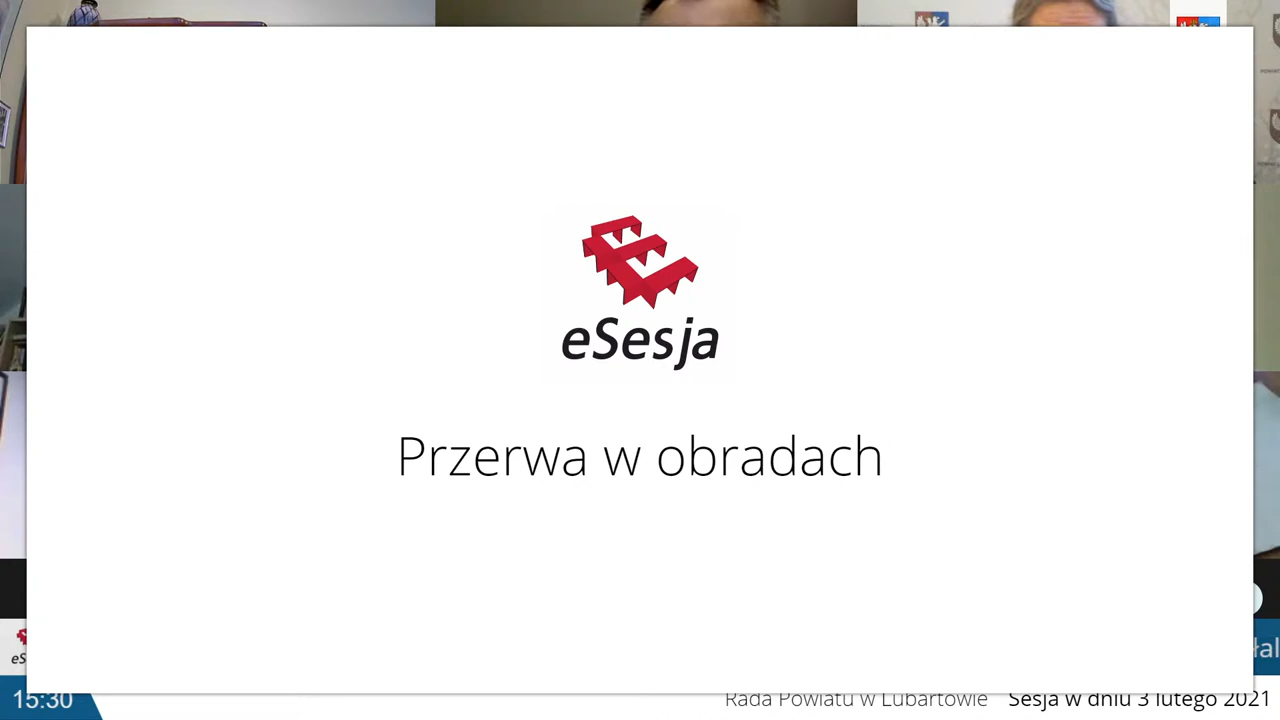 eSesja
Przerwa w obradach
15:30
Rada Powiatu w Lubartowie Sesja w dniu 3 lutego 2021